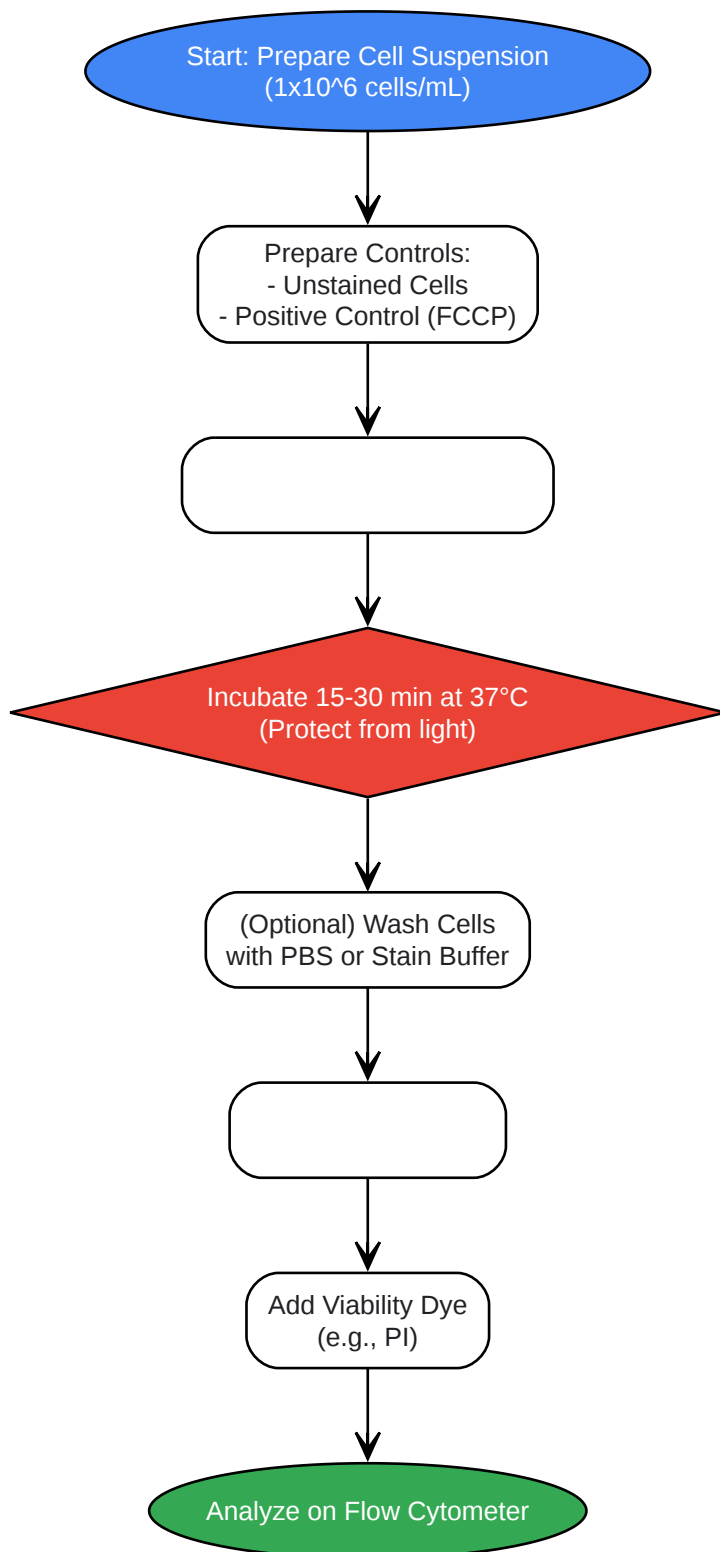 Start: Prepare Cell Suspension
(1x10^6 cells/mL)
Prepare Controls:
- Unstained Cells
- Positive Control (FCCP)
Incubate 15-30 min at 37°C
(Protect from light)
(Optional) Wash Cells
with PBS or Stain Buffer
Add Viability Dye
(e.g., PI)
Analyze on Flow Cytometer